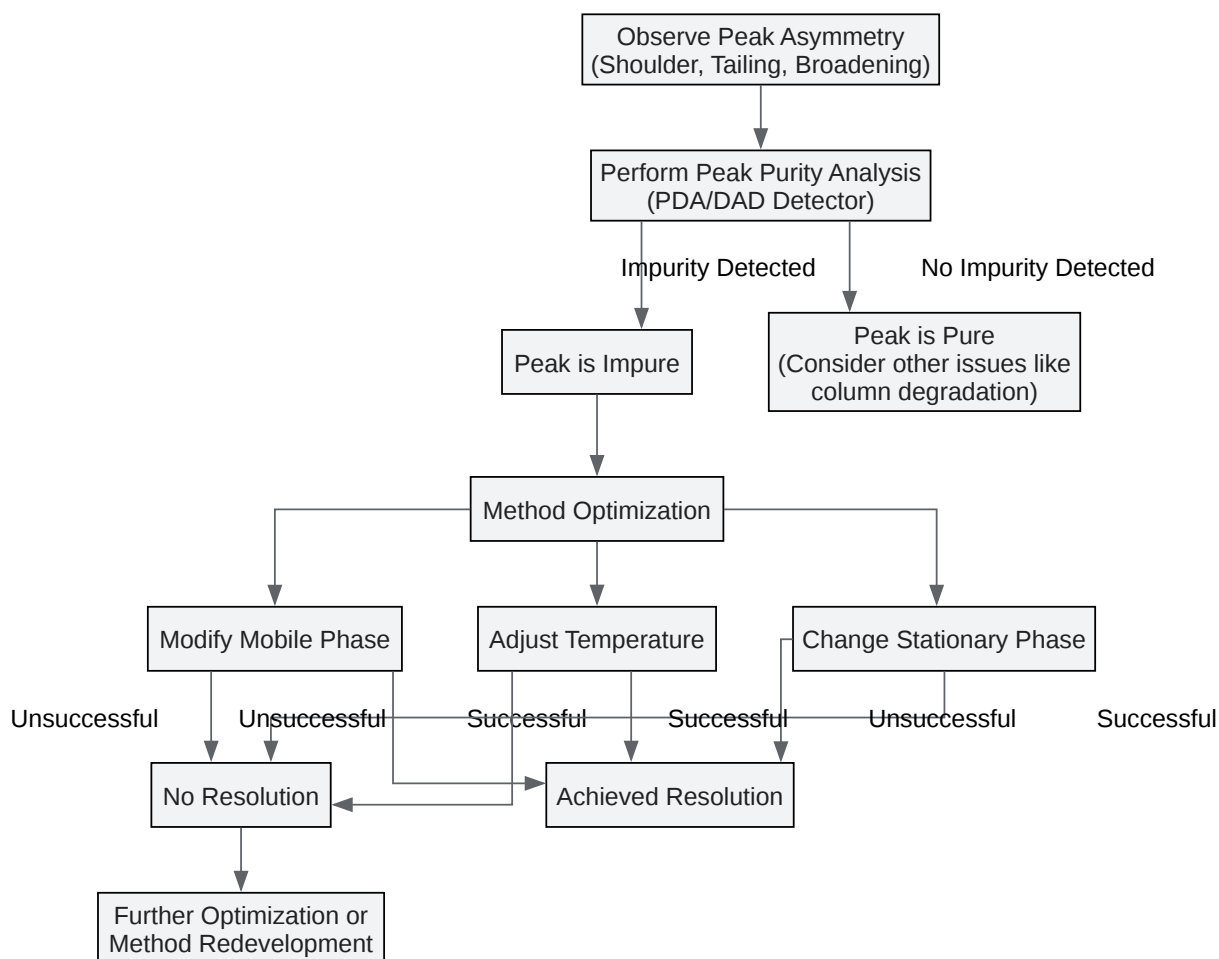 Observe Peak Asymmetry
(Shoulder, Tailing, Broadening)
Perform Peak Purity Analysis
(PDA/DAD Detector)
Impurity Detected
No Impurity Detected
Peak is Impure
Peak is Pure
(Consider other issues like
column degradation)
Method Optimization
Modify Mobile Phase
Adjust Temperature
Change Stationary Phase
Unsuccessful
Unsuccessful
Successful
Successful
Unsuccessful
Successful
No Resolution
Achieved Resolution
Further Optimization or
Method Redevelopment